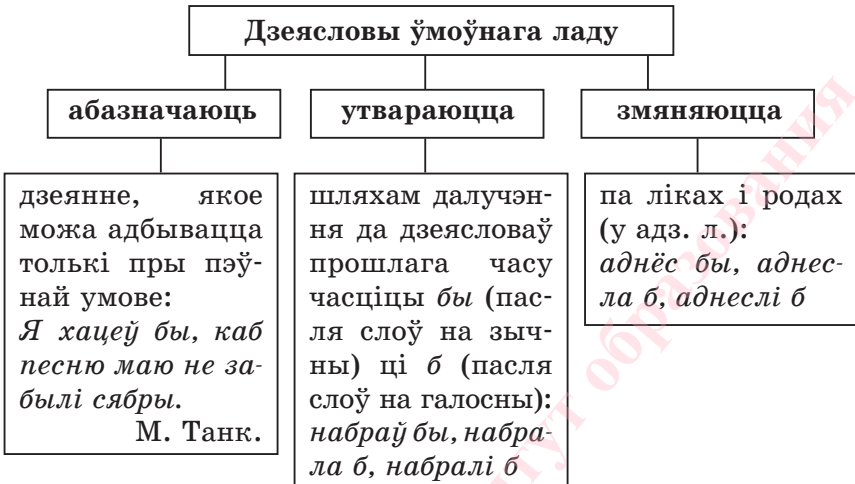 Дзеясловы ўмоўнага ладу
абазначаюць
утвараюцца
змяняюцца
дзеянне, якое
можа адбывацца
толькі пры пэў-
най умове:
Я хацеў бы, каб
песню маю не за-
былі сябры.
М. Танк.
шляхам далучэн-
ня да дзеясловаў
прошлага часу
часціцы бы (пас-
ля слоў на зыч-
ны) ці б (пасля
слоў на галосны):
набраў бы, набра-
ла б, набралі б
па ліках і родах
(у адз. л.):
аднёс бы, аднес-
ла б, аднеслі б
образования